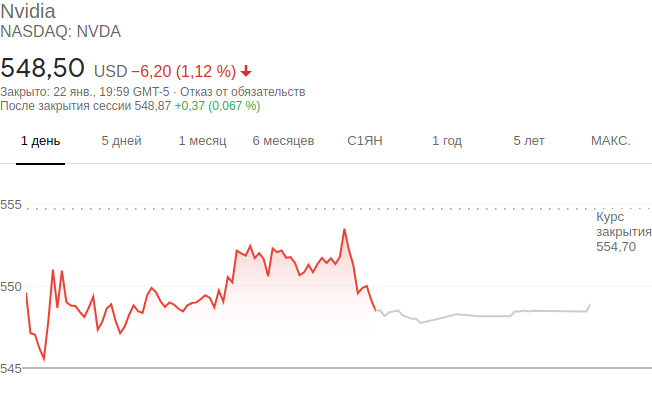 Nvidia
NASDAQ: NVDA
548,50 USD −6,20 (1,12 %)
Закрыто: 22 янв., 19:59 GMT-5 · Отказ от обязательств
После закрытия сессии 548,87 +0,37 (0,067 %)
1 день 5 дней 1 месяц 6 месяцев С1ЯН 1 год 5 лет МАКС.
555
Курс
закрытия
554,70
550
545